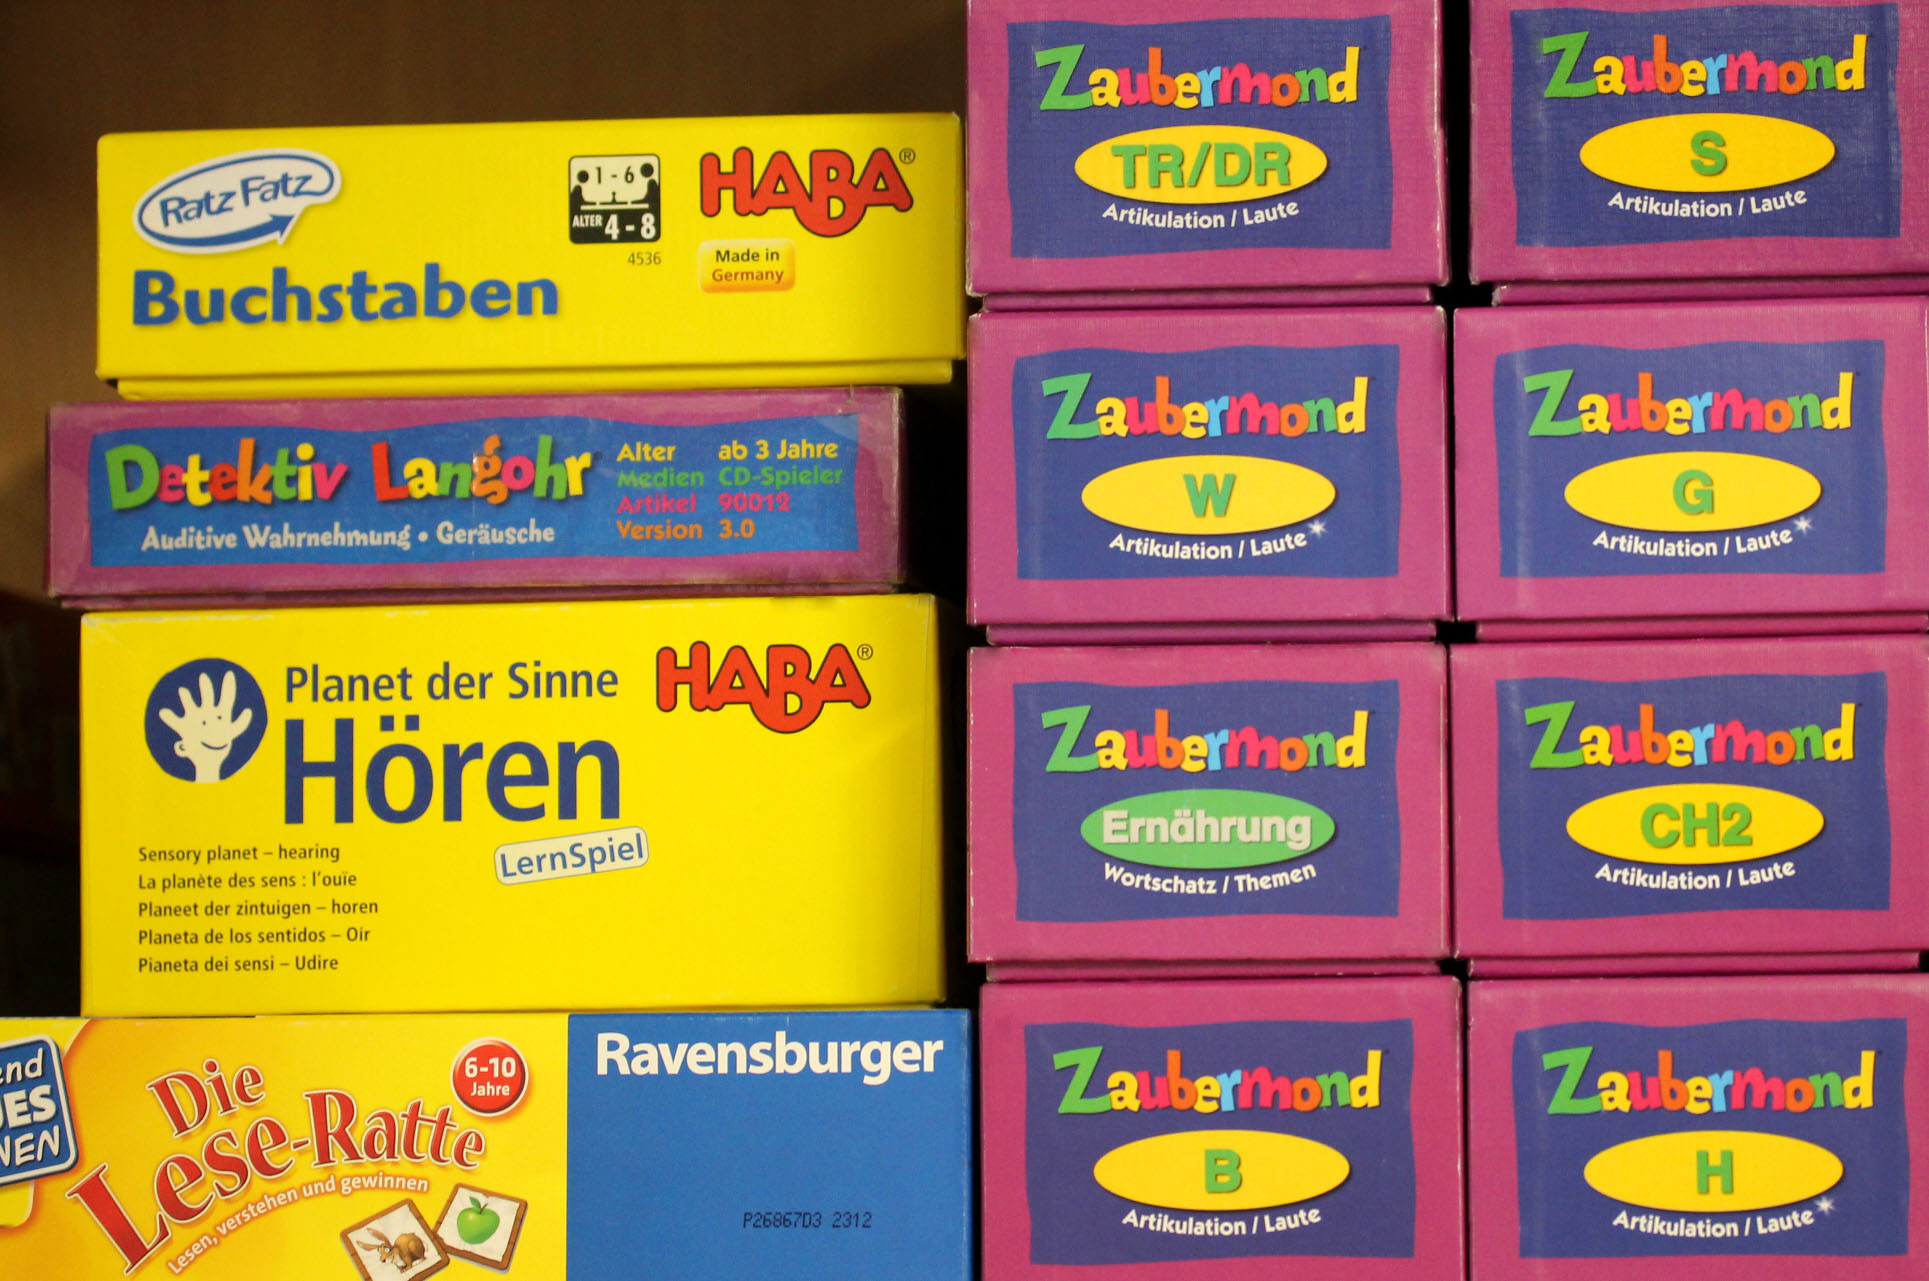 Ratz Fatz
Buchstaben
1 - 6
ALTER 4 - 8
4536
HABA®
Made in
Germany
Detektiv Langohr
Auditive Wahrnehmung • Geräusche
Alter ab 3 Jahre
Medien CD-Spieler
Artikel 90012
Version 3.0
Planet der Sinne
Hören
HABA®
LernSpiel
Sensory planet – hearing
La planète des sens : l'ouïe
Planeet der zintuigen – horen
Planeta de los sentidos – Oír
Pianeta dei sensi – Udire
Die
Lese-Ratte
Lesen, verstehen und gewinnen
6-10
Jahre
Ravensburger
P26867D3 2312
Zaubermond
TR/DR
Artikulation / Laute
Zaubermond
S
Artikulation / Laute
Zaubermond
W
Artikulation / Laute
Zaubermond
G
Artikulation / Laute
Zaubermond
Ernährung
Wortschatz / Themen
Zaubermond
CH2
Artikulation / Laute
Zaubermond
B
Artikulation / Laute
Zaubermond
H
Artikulation / Laute